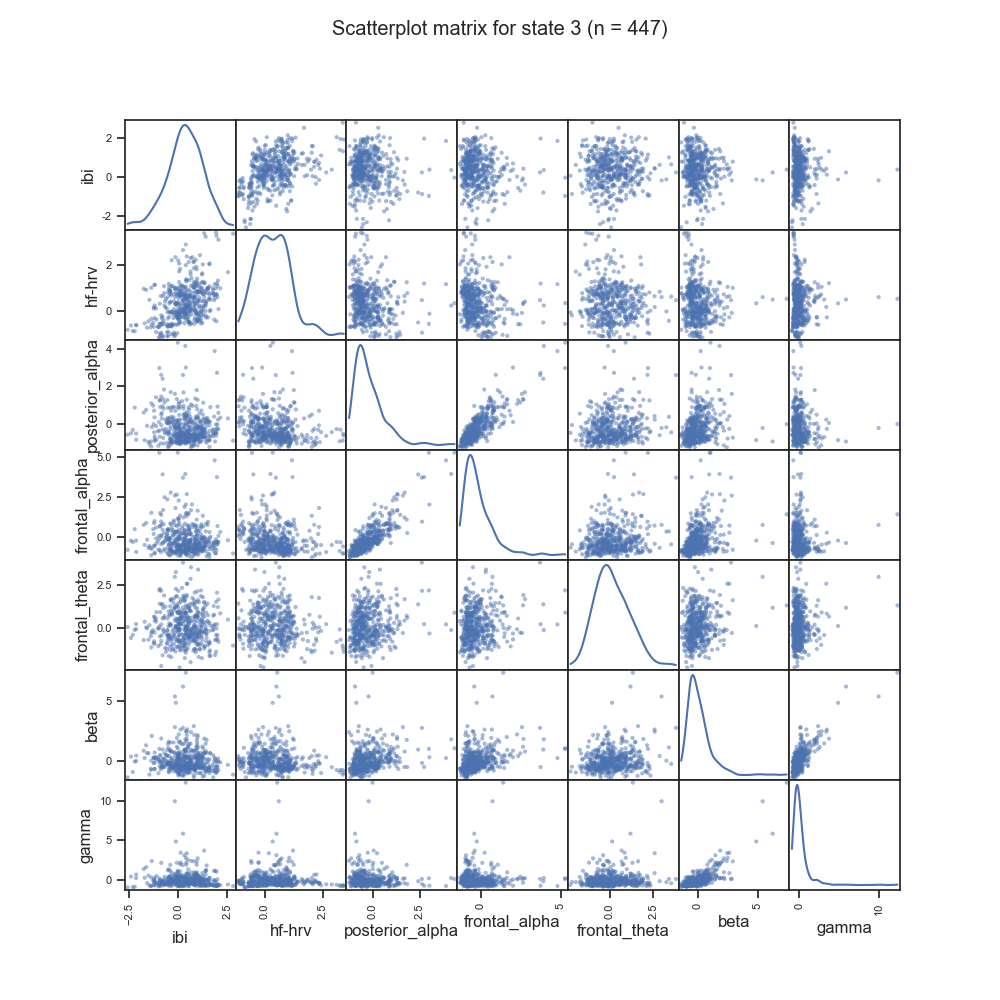 Scatterplot matrix for state 3 (n = 447)
ibi
2
0
-2
hf-hrv
2
0
posterior_alpha
4
2
0
frontal_alpha
5.0
2.5
0.0
frontal_theta
2.5
0.0
beta
5
0
gamma
10
5
0
−2.5 0.0 2.5 0.0 2.5 0.0 2.5 0 5 0.0 2.5 0 5 0 10
ibi hf-hrv posterior_alpha frontal_alpha frontal_theta beta gamma